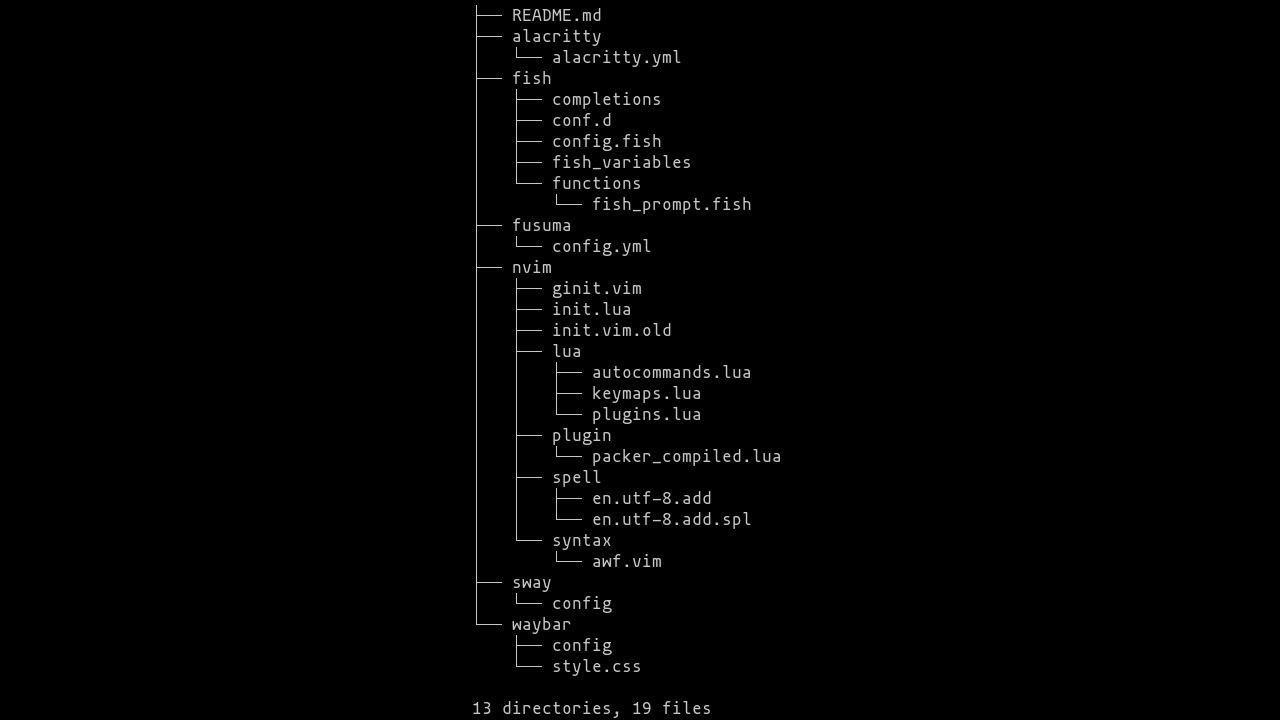 ├── README.md
├── alacritty
│   └── alacritty.yml
├── fish
│   ├── completions
│   ├── conf.d
│   ├── config.fish
│   ├── fish_variables
│   └── functions
│       └── fish_prompt.fish
├── fusuma
│   └── config.yml
├── nvim
│   ├── ginit.vim
│   ├── init.lua
│   ├── init.vim.old
│   ├── lua
│   │   ├── autocommands.lua
│   │   ├── keymaps.lua
│   │   └── plugins.lua
│   ├── plugin
│   │   └── packer_compiled.lua
│   ├── spell
│   │   ├── en.utf-8.add
│   │   └── en.utf-8.add.spl
│   └── syntax
│       └── awf.vim
├── sway
│   └── config
└── waybar
    ├── config
    └── style.css
13 directories, 19 files